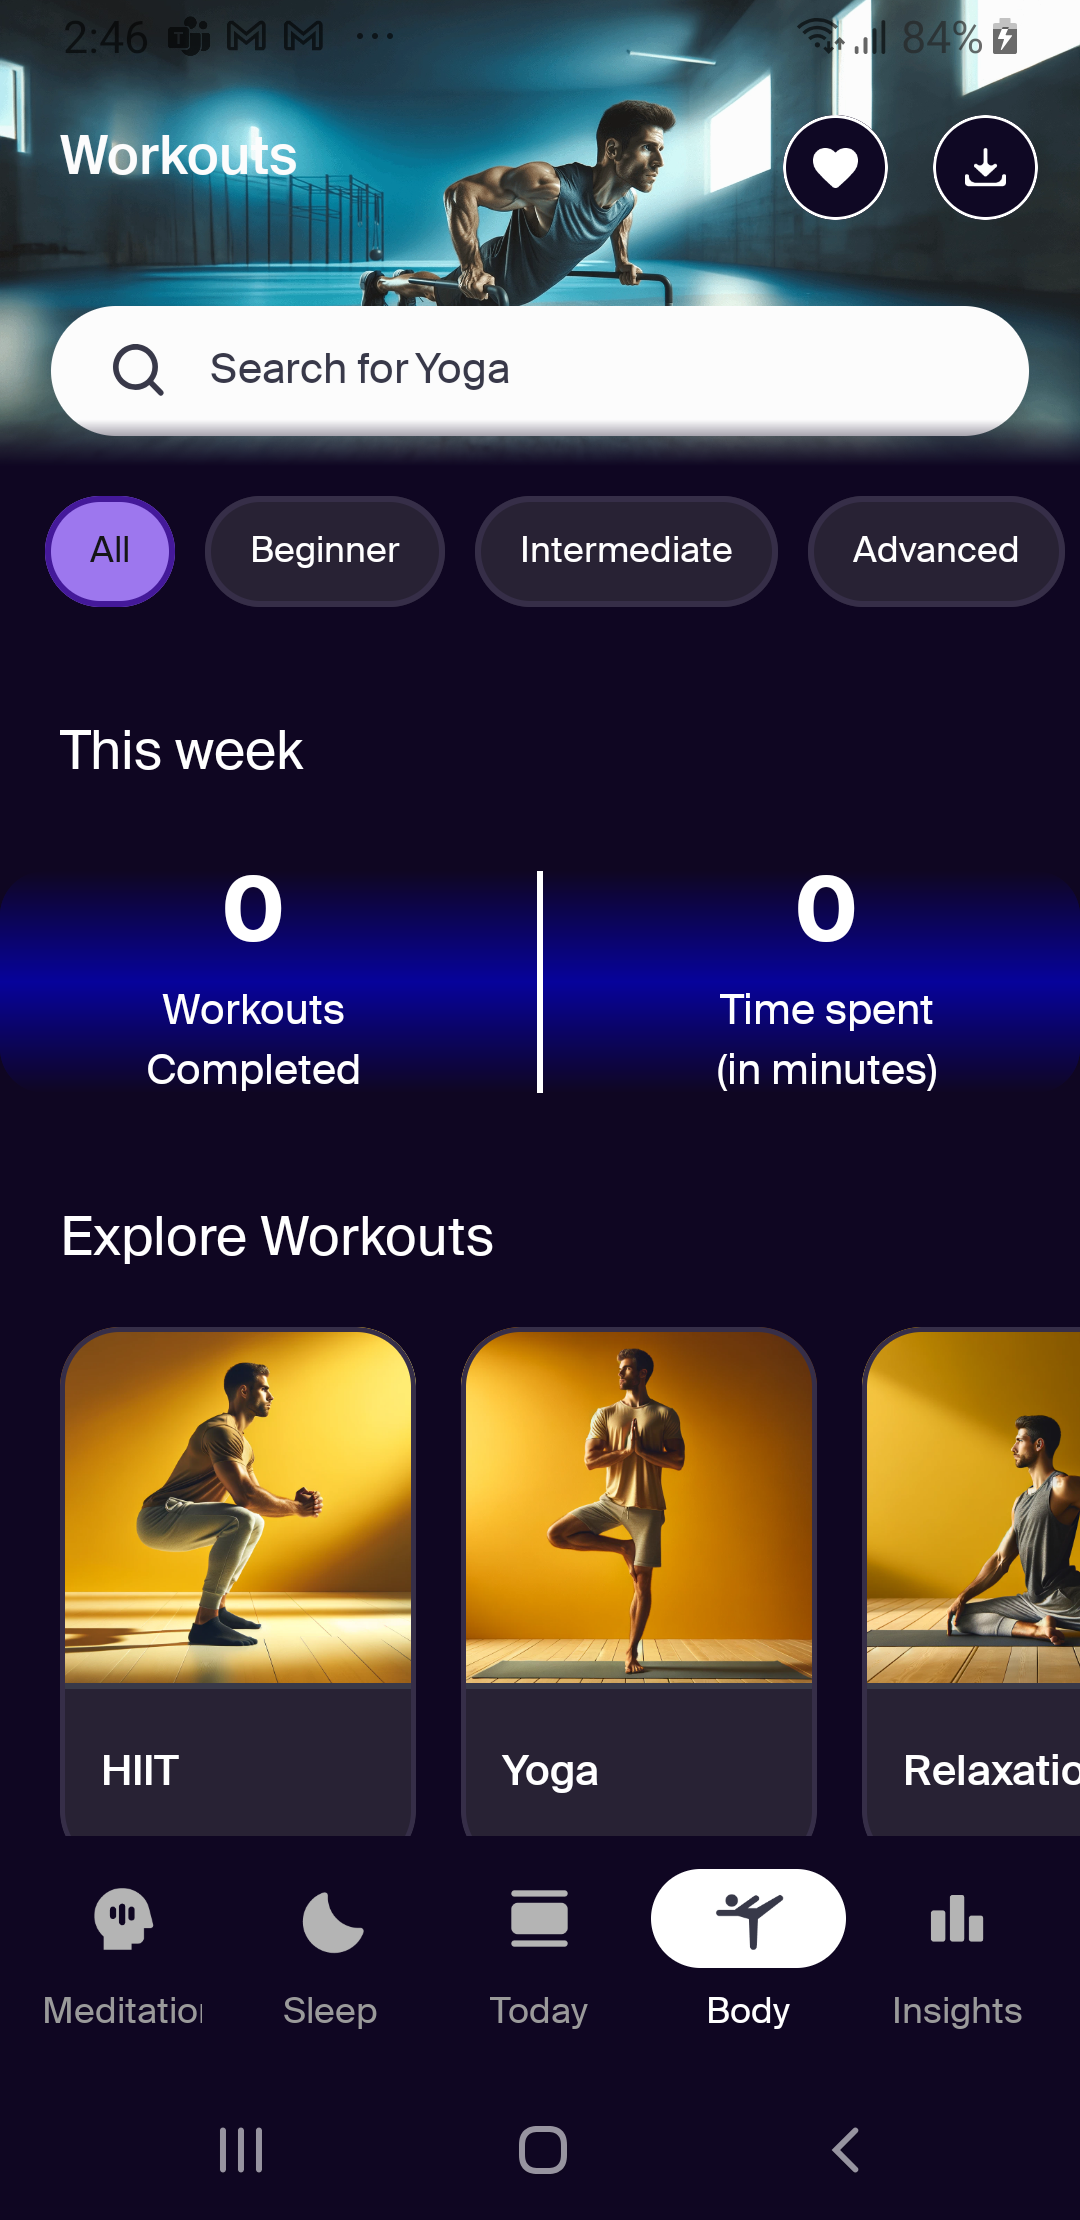 2:46
84%
Workouts
Search for Yoga
All
Beginner
Intermediate
Advanced
This week
0
Workouts
Completed
0
Time spent
(in minutes)
Explore Workouts
HIIT
Yoga
Relaxatio
Meditation
Sleep
Today
Body
Insights